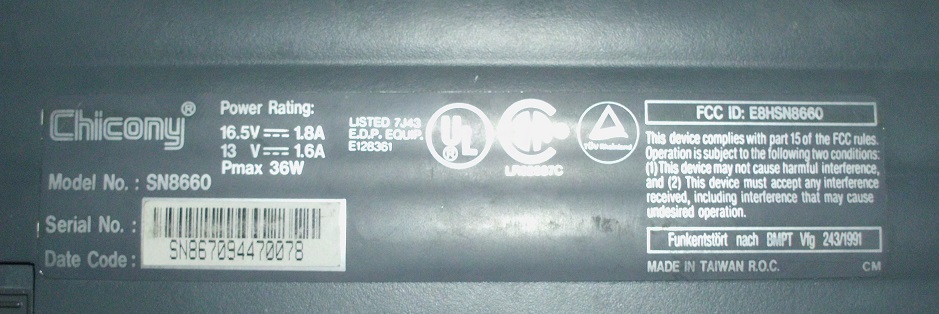 Chicony®
Model No. : SN8660
Serial No. :
Date Code :
SN867094470078
Power Rating:
16.5V 1.8A
13 V 1.6A
Pmax 36W
LISTED 7J43
E.D.P. EQUIP.
E128361
UL®
TÜV Rheinland
FCC ID: E8HSN8660
This device complies with part 15 of the FCC rules.
Operation is subject to the following two conditions:
(1) This device may not cause harmful interference,
and (2) This device must accept any interference
received, including interference that may cause
undesired operation.
Funkentstört nach BMPT Vfg 243/1991
MADE IN TAIWAN R.O.C. CM